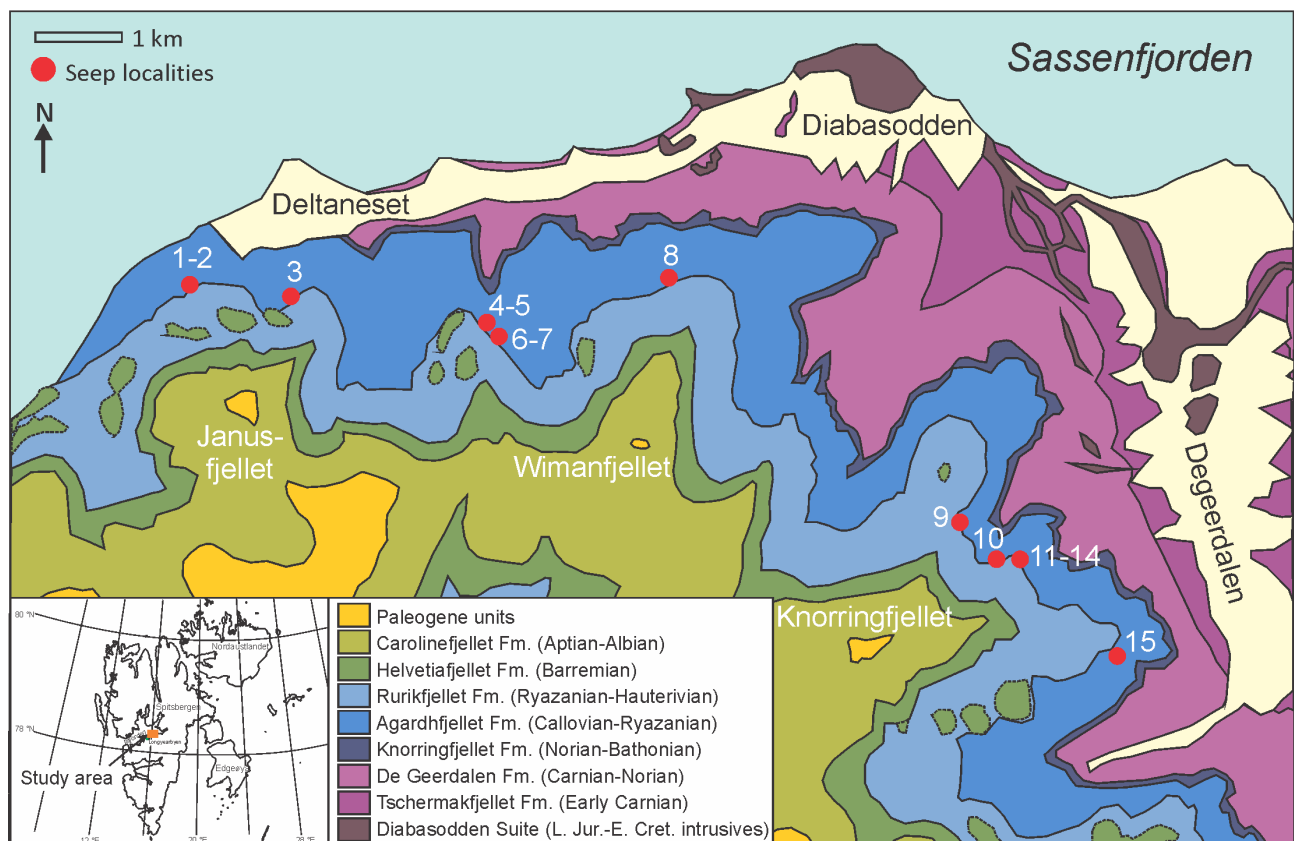 1 km
Seep localities
N
Sassenfjorden
Diabasodden
Deltaneset
1-2
3
8
4-5
6-7
Janus-
fjellet
Wimanfjellet
Degeerdalen
9
10
11-14
Knorringfjellet
15
80 °N
Nordaustlandet
Spitsbergen
78 °N
Longyearbyen
Edgeøya
Study area
Paleogene units
Carolinefjellet Fm. (Aptian-Albian)
Helvetiafjellet Fm. (Barremian)
Rurikfjellet Fm. (Ryazanian-Hauterivian)
Agardhfjellet Fm. (Callovian-Ryazanian)
Knorringfjellet Fm. (Norian-Bathonian)
De Geerdalen Fm. (Carnian-Norian)
Tschermakfjellet Fm. (Early Carnian)
Diabasodden Suite (L. Jur.-E. Cret. intrusives)